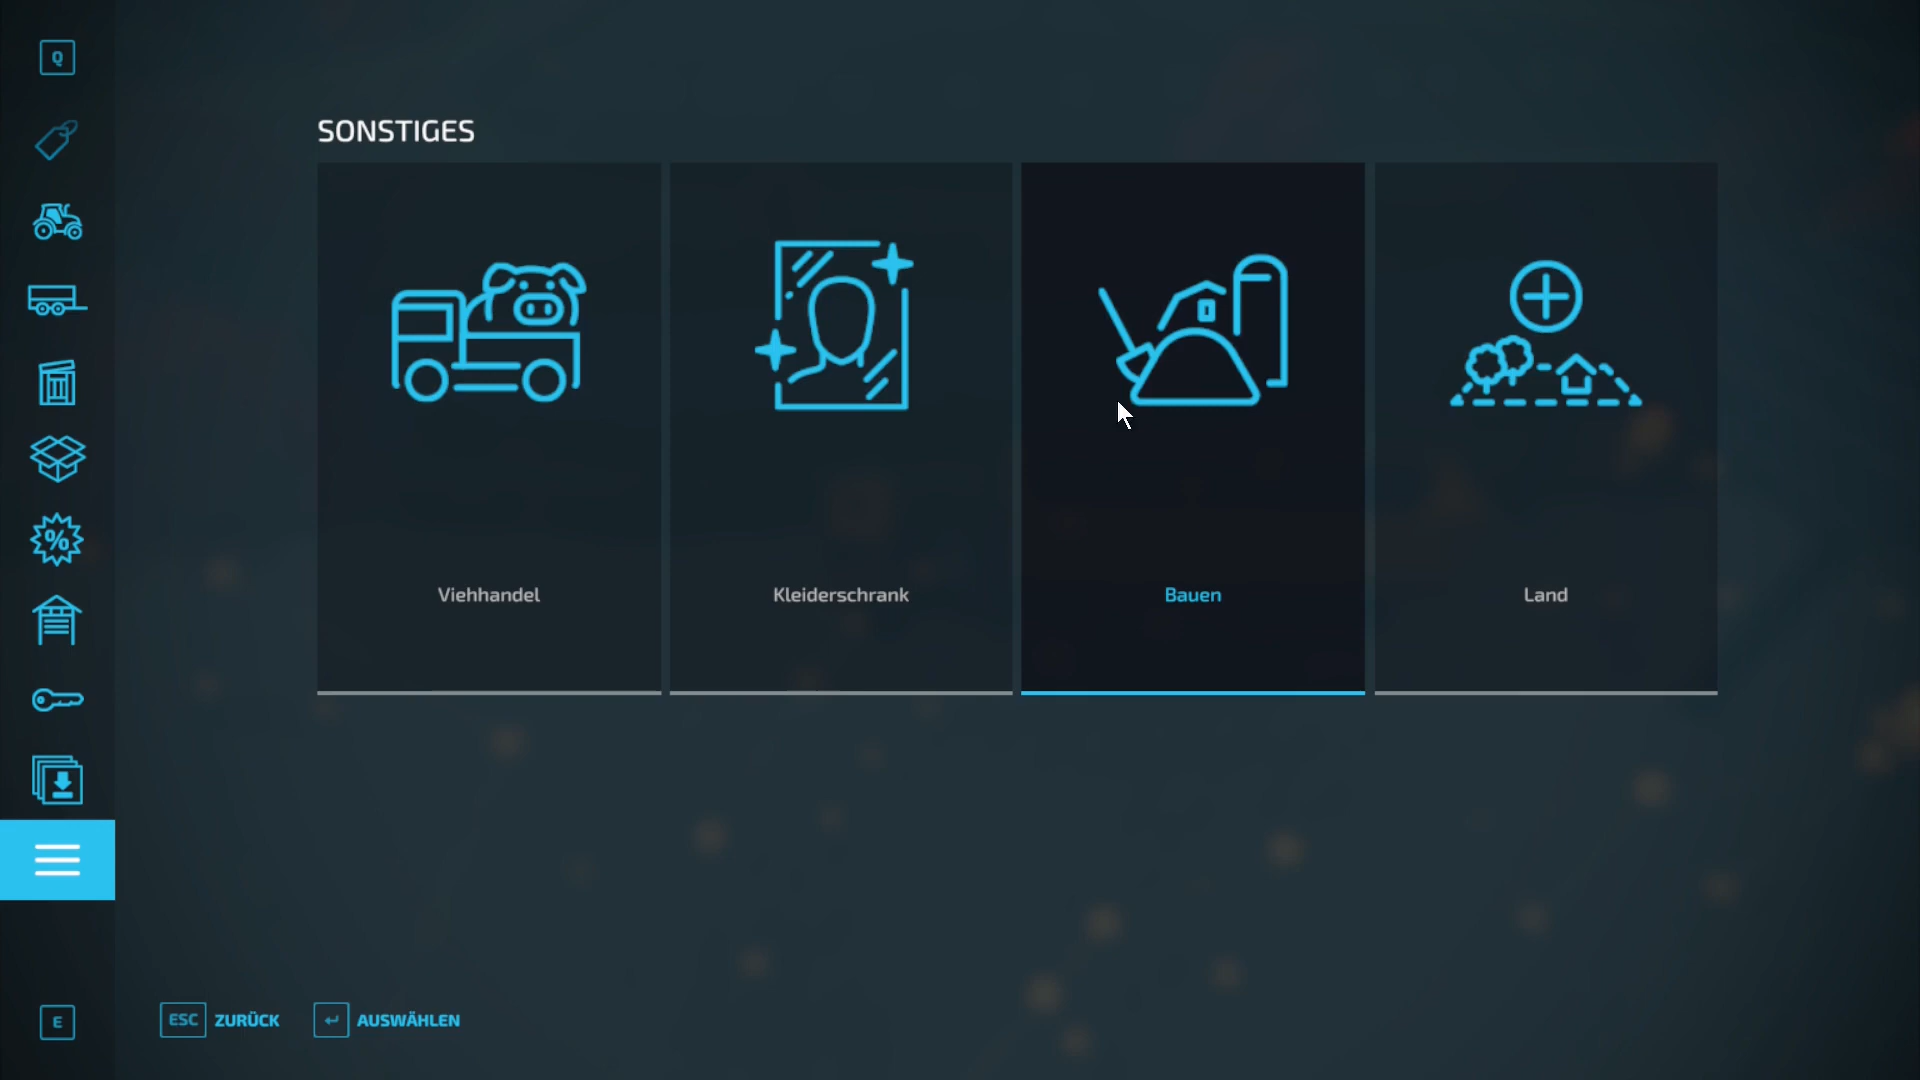 Q
SONSTIGES
%
Viehhandel
Kleiderschrank
Bauen
Land
E
ESC ZURÜCK
↵ AUSWÄHLEN